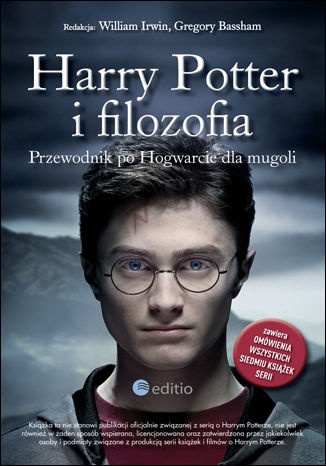 Redakcja: William Irwin, Gregory Bassham
Harry Potter
i filozofia
Przewodnik po Hogwarcie dla mugoli
zawiera
OMÓWIENIA
WSZYSTKICH
SIEDMIU KSIĄŻEK
SERII
editio
Książka ta nie stanowi publikacji oficjalnie związanej z serią o Harrym Potterze, nie jest
również w żaden sposób wspierana, licencjonowana oraz zatwierdzona przez jakiekolwiek
osoby i podmioty związane z produkcją serii książek i filmów o Harrym Potterze.